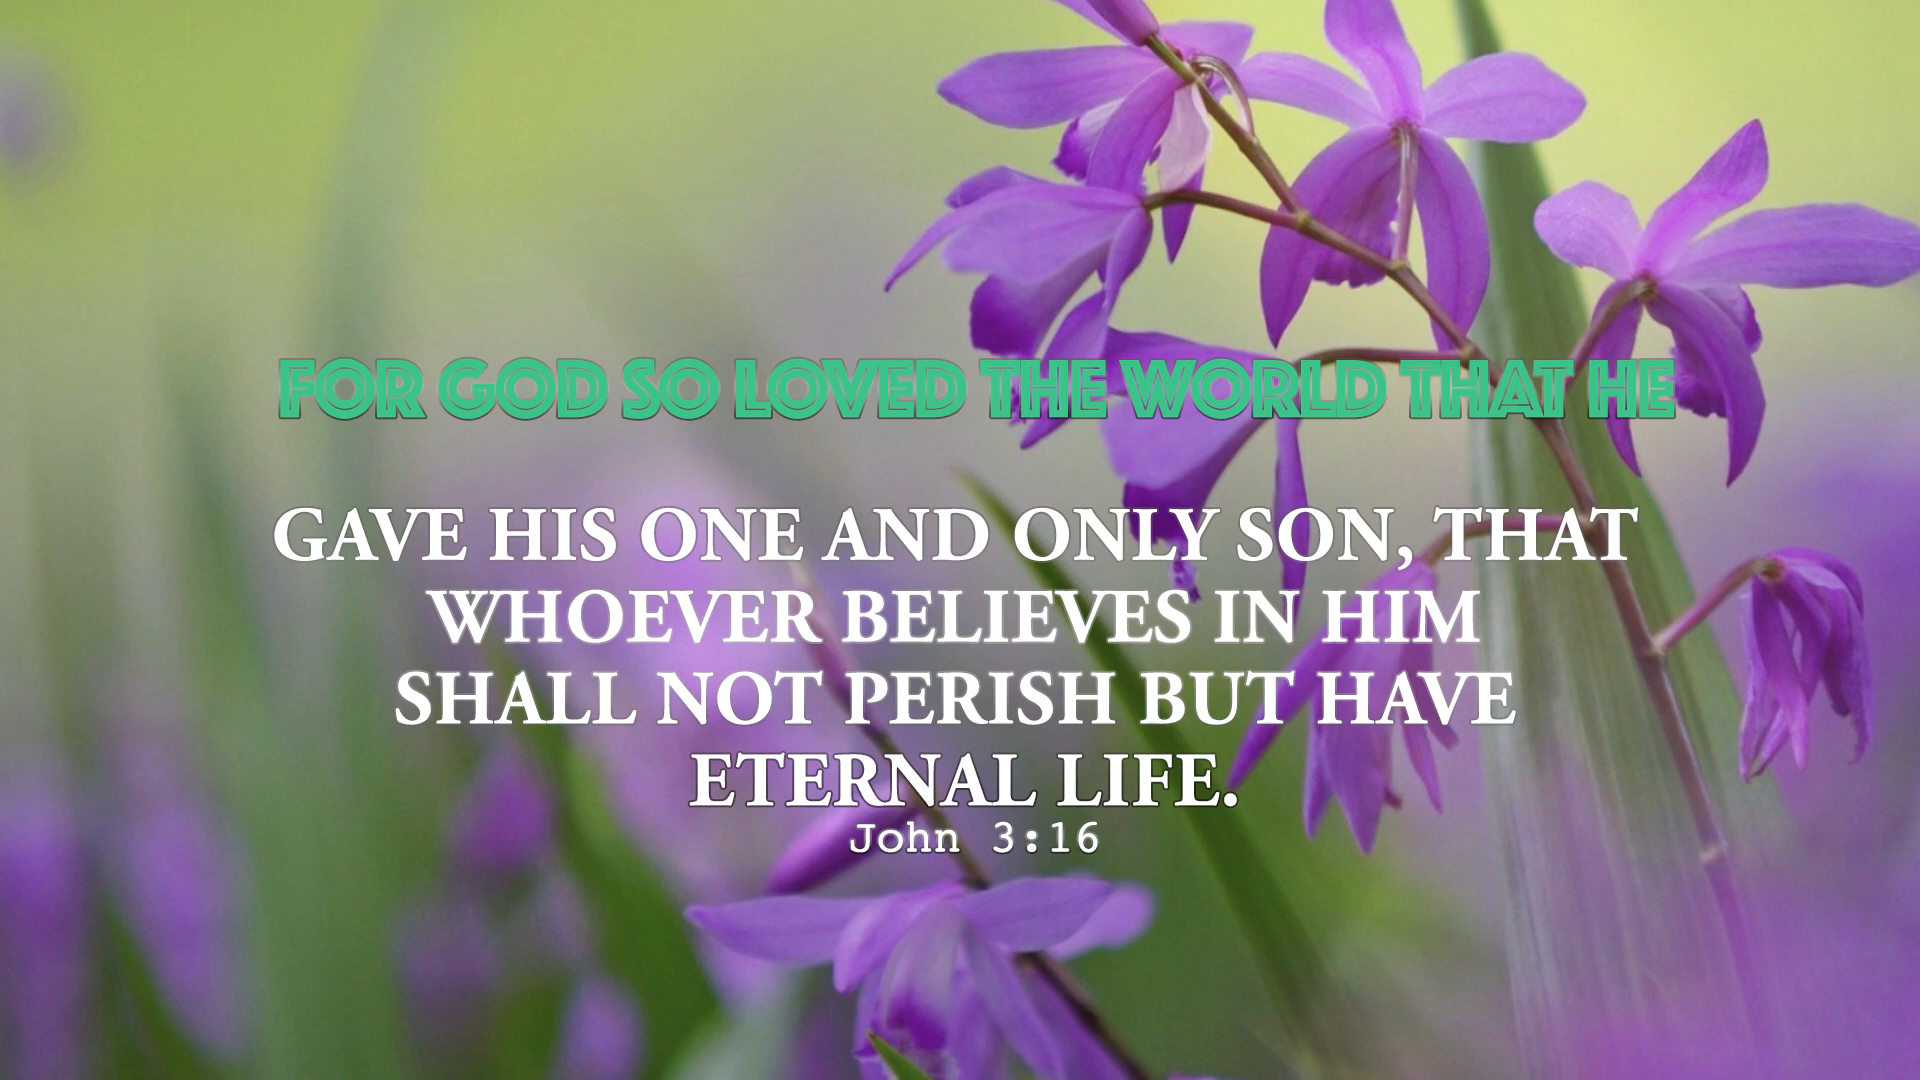 FOR GOD SO LOVED THE WORLD THAT HE
GAVE HIS ONE AND ONLY SON, THAT
WHOEVER BELIEVES IN HIM
SHALL NOT PERISH BUT HAVE
ETERNAL LIFE.
John 3:16